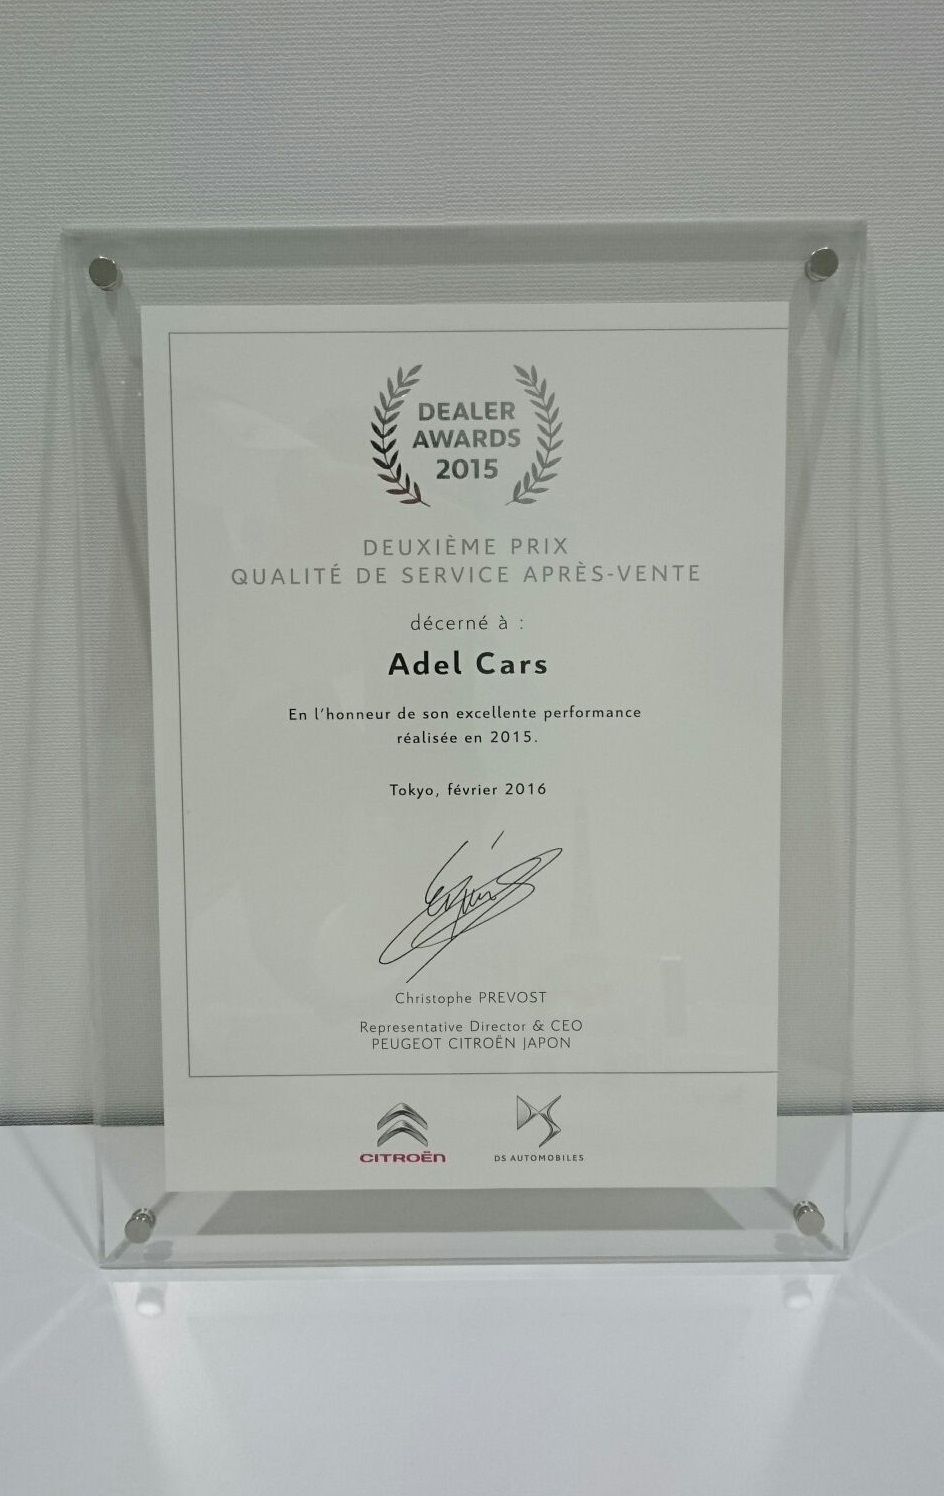 DEALER
AWARDS
2015
DEUXIÈME PRIX
QUALITÉ DE SERVICE APRÈS-VENTE
décerné à :
Adel Cars
En l'honneur de son excellente performance
réalisée en 2015.
Tokyo, février 2016
Christophe PREVOST
Representative Director & CEO
PEUGEOT CITROËN JAPON
CITROËN
DS AUTOMOBILES